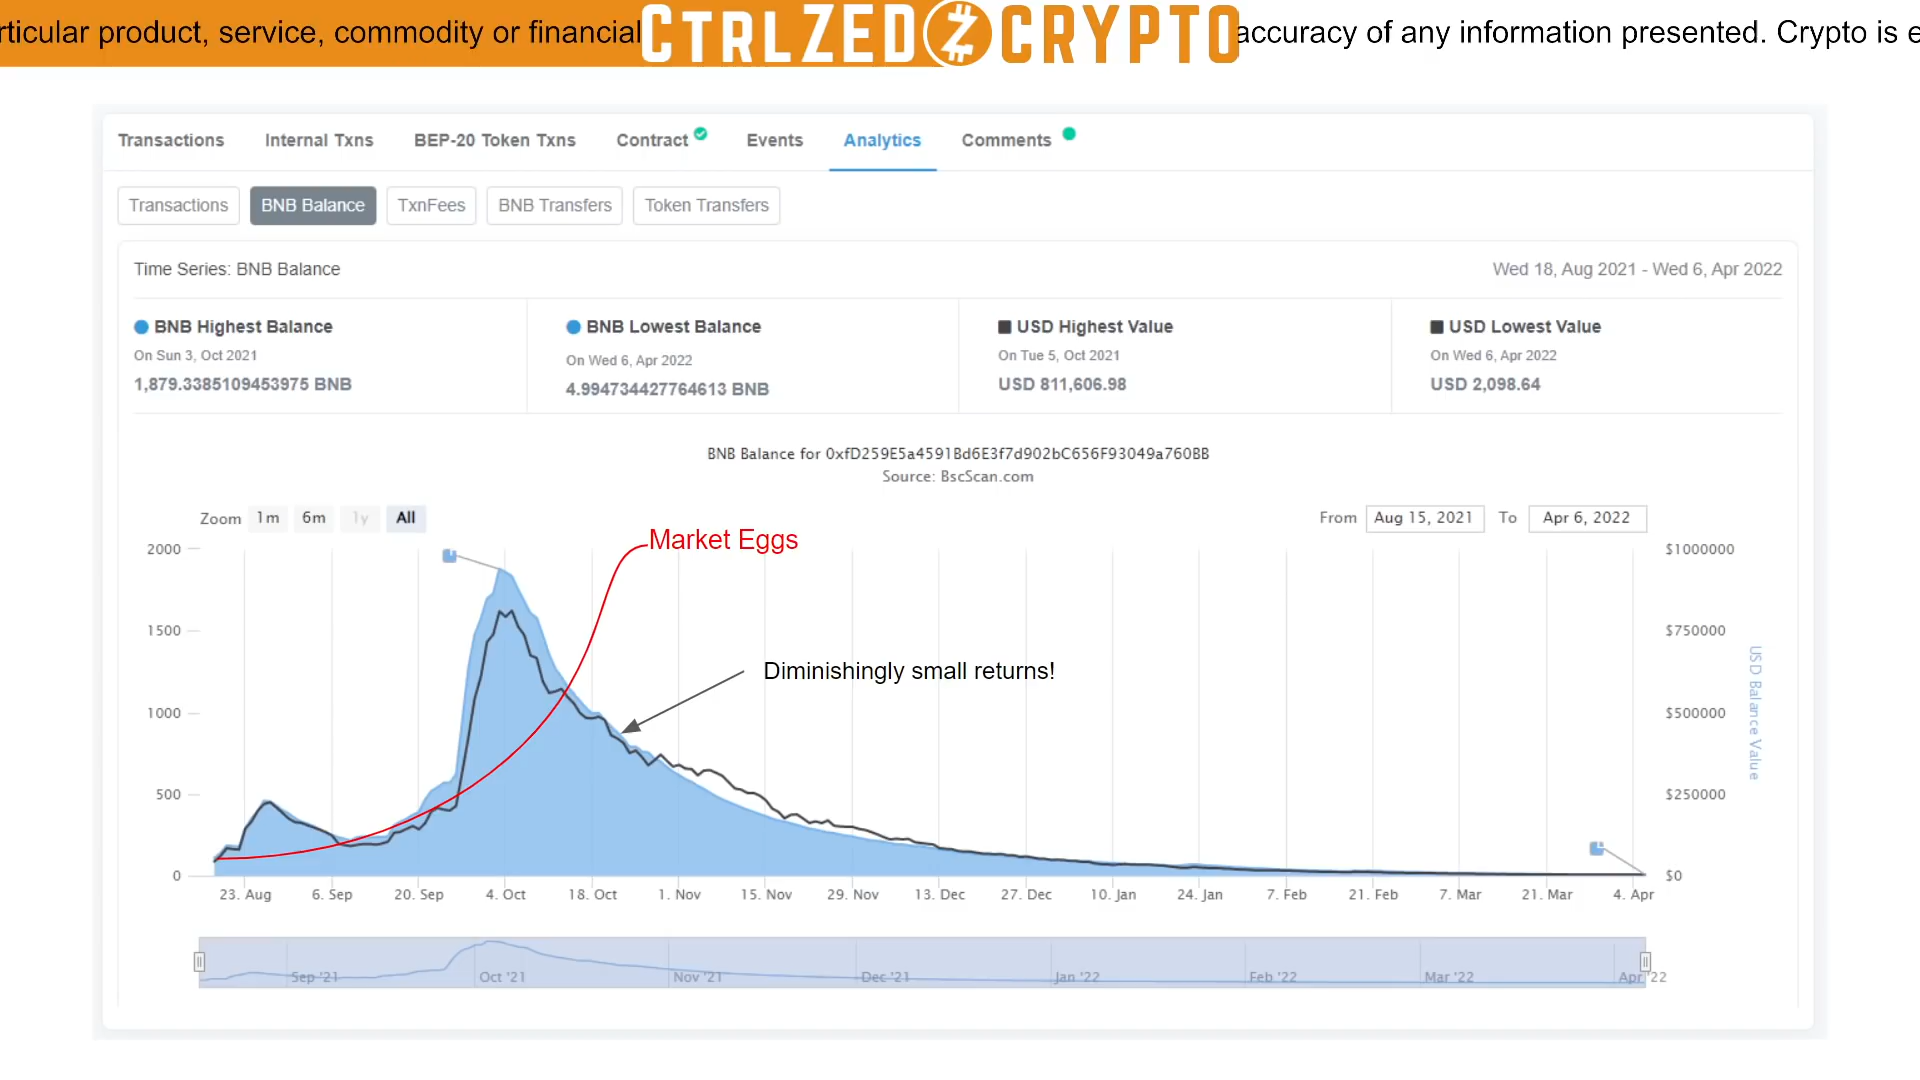 rticular product, service, commodity or financial
CTRLZED CRYPTO
accuracy of any information presented. Crypto is e
Transactions
Internal Txns
BEP-20 Token Txns
Contract
Events
Analytics
Comments
Transactions
BNB Balance
TxnFees
BNB Transfers
Token Transfers
Time Series: BNB Balance
Wed 18, Aug 2021 - Wed 6, Apr 2022
BNB Highest Balance
On Sun 3, Oct 2021
1,879.3385109453975 BNB
BNB Lowest Balance
On Wed 6, Apr 2022
4.994734427764613 BNB
USD Highest Value
On Tue 5, Oct 2021
USD 811,606.98
USD Lowest Value
On Wed 6, Apr 2022
USD 2,098.64
BNB Balance for 0xfD259E5a4591Bd6E3f7d902bC656F93049a760BB
Source: BscScan.com
Zoom 1m 6m 1y All
From Aug 15, 2021 To Apr 6, 2022
Market Eggs
Diminishingly small returns!
2000
1500
1000
500
0
$1000000
$750000
$500000
$250000
$0
USD Balance Value
23. Aug 6. Sep 20. Sep 4. Oct 18. Oct 1. Nov 15. Nov 29. Nov 13. Dec 27. Dec 10. Jan 24. Jan 7. Feb 21. Feb 7. Mar 21. Mar 4. Apr
Sep '21 Oct '21 Nov '21 Dec '21 Jan '22 Feb '22 Mar '22 Apr '22